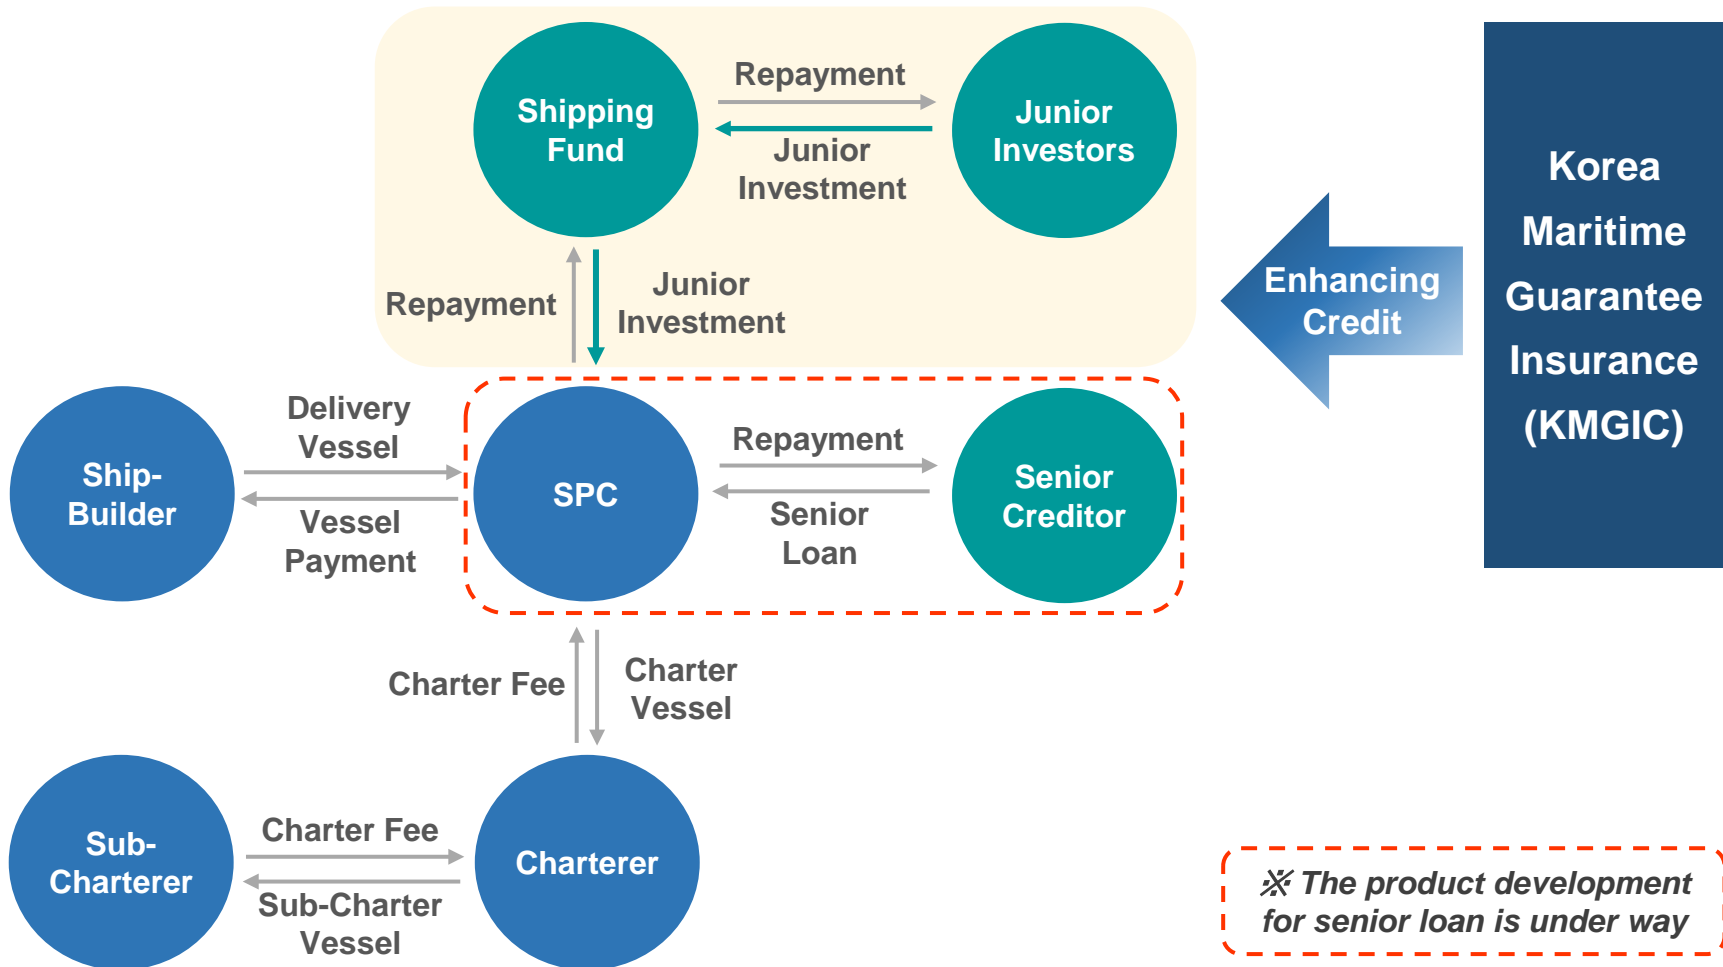 Shipping
Fund
Repayment
Junior
Investment
Junior
Investors
Korea
Maritime
Guarantee
Insurance
(KMGIC)
Enhancing
Credit
Repayment
Junior
Investment
Ship-
Builder
Delivery
Vessel
Vessel
Payment
SPC
Repayment
Senior
Loan
Senior
Creditor
Charter Fee
Charter
Vessel
Sub-
Charterer
Charter Fee
Sub-Charter
Vessel
Charterer
※ The product development
for senior loan is under way